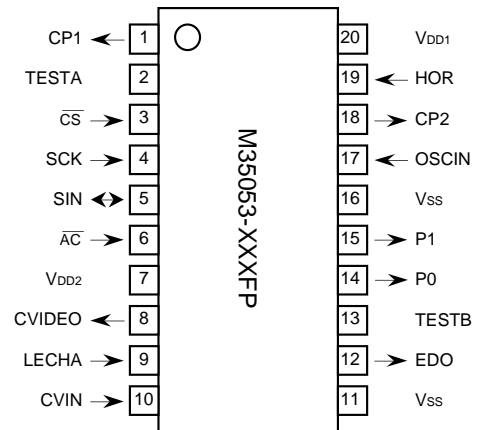 CP1 1
TESTA 2
CS 3
SCK 4
SIN 5
AC 6
VDD2 7
CVIDEO 8
LECHA 9
CVIN 10
M35053-XXXFP
20 VDD1
19 HOR
18 CP2
17 OSCIN
16 VSS
15 P1
14 P0
13 TESTB
12 EDO
11 VSS